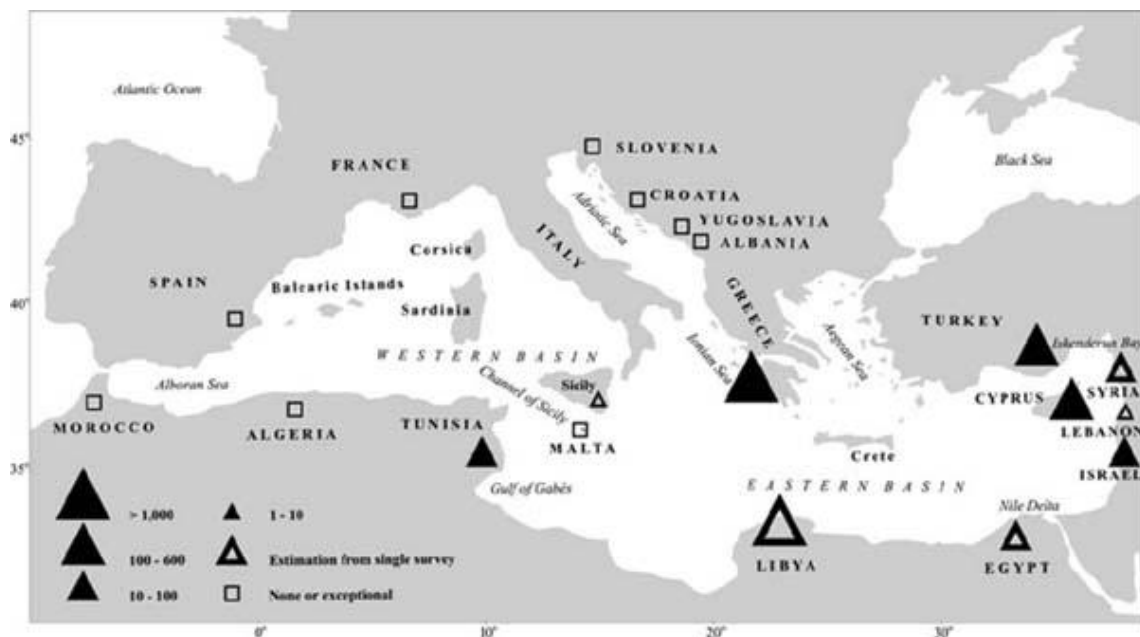 Atlantic Ocean
45°
SLOVENIA
Black Sea
FRANCE
CROATIA
Adriatic Sea
YUGOSLAVIA
ALBANIA
Corsica
ITALY
SPAIN
Balearic Islands
40°
Sardinia
GREECE
TURKEY
Iskenderun Bay
Ionian Sea
Aegean Sea
WESTERN BASIN
Alboran Sea
Channel of Sicily
Sicily
CYPRUS
SYRIA
MOROCCO
ALGERIA
TUNISIA
MALTA
LEBANON
Crete
35°
ISRAEL
Gulf of Gabés
EASTERN BASIN
Nile Delta
> 1,000
1 - 10
100 - 600
Estimation from single survey
LIBYA
EGYPT
10 - 100
None or exceptional
0°
10°
20°
30°